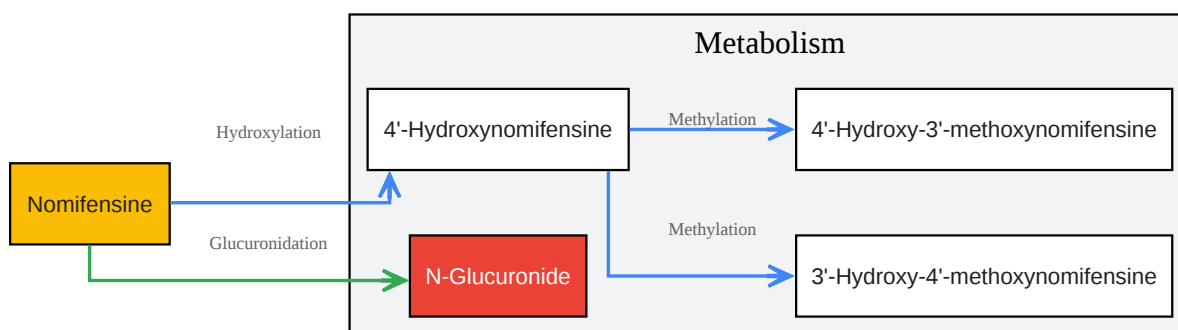 Metabolism
Hydroxylation
4'-Hydroxynomifensine
Methylation
4'-Hydroxy-3'-methoxynomifensine
Nomifensine
Glucuronidation
N-Glucuronide
Methylation
3'-Hydroxy-4'-methoxynomifensine